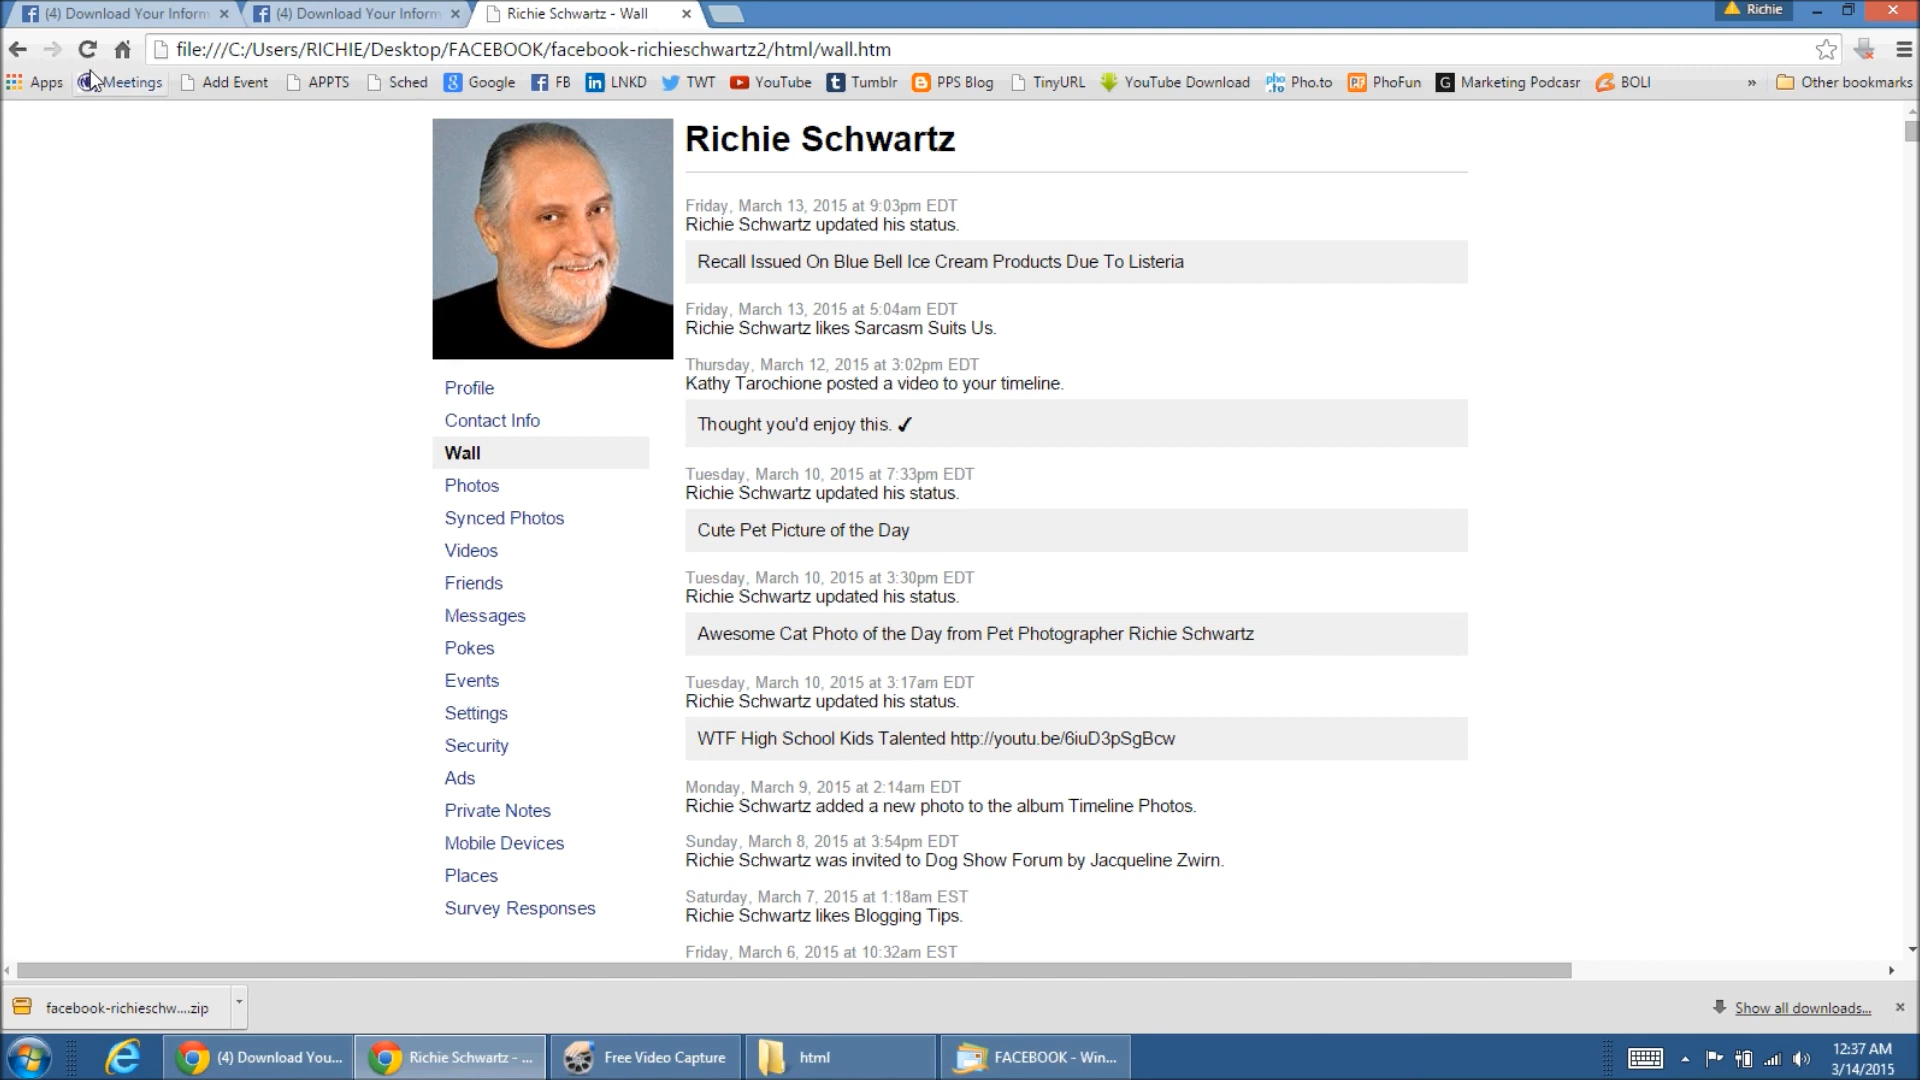 (4) Download Your Inform
(4) Download Your Inform
Richie Schwartz - Wall
Richie
file:///C:/Users/RICHIE/Desktop/FACEBOOK/facebook-richieschwartz2/html/wall.htm
Apps
Meetings
Add Event
APPTS
Sched
Google
FB
LNKD
TWT
YouTube
Tumblr
PPS Blog
TinyURL
YouTube Download
Pho.to
PhoFun
Marketing Podcasr
BOLI
»
Other bookmarks
Richie Schwartz
Friday, March 13, 2015 at 9:03pm EDT
Richie Schwartz updated his status.
Recall Issued On Blue Bell Ice Cream Products Due To Listeria
Friday, March 13, 2015 at 5:04am EDT
Richie Schwartz likes Sarcasm Suits Us.
Thursday, March 12, 2015 at 3:02pm EDT
Kathy Tarochione posted a video to your timeline.
Thought you'd enjoy this. ✓
Tuesday, March 10, 2015 at 7:33pm EDT
Richie Schwartz updated his status.
Cute Pet Picture of the Day
Tuesday, March 10, 2015 at 3:30pm EDT
Richie Schwartz updated his status.
Awesome Cat Photo of the Day from Pet Photographer Richie Schwartz
Tuesday, March 10, 2015 at 3:17am EDT
Richie Schwartz updated his status.
WTF High School Kids Talented http://youtu.be/6iuD3pSgBcw
Monday, March 9, 2015 at 2:14am EDT
Richie Schwartz added a new photo to the album Timeline Photos.
Sunday, March 8, 2015 at 3:54pm EDT
Richie Schwartz was invited to Dog Show Forum by Jacqueline Zwirn.
Saturday, March 7, 2015 at 1:18am EST
Richie Schwartz likes Blogging Tips.
Friday, March 6, 2015 at 10:32am EST
Profile
Contact Info
Wall
Photos
Synced Photos
Videos
Friends
Messages
Pokes
Events
Settings
Security
Ads
Private Notes
Mobile Devices
Places
Survey Responses
facebook-richieschw....zip
Show all downloads...
(4) Download You...
Richie Schwartz - ...
Free Video Capture
html
FACEBOOK - Win...
12:37 AM
3/14/2015